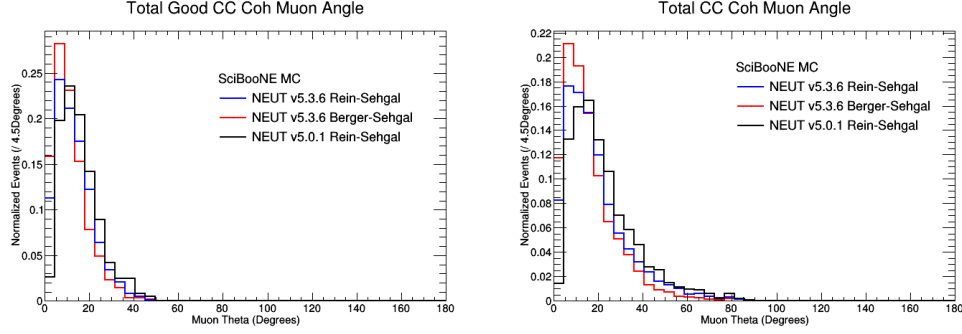 Total Good CC Coh Muon Angle
Normalized Events (/ 4.5Degrees)
0.25
0.2
0.15
0.1
0.05
0
SciBooNE MC
NEUT v5.3.6 Rein-Sehgal
NEUT v5.3.6 Berger-Sehgal
NEUT v5.0.1 Rein-Sehgal
0 20 40 60 80 100 120 140 160 180
Muon Theta (Degrees)
Total CC Coh Muon Angle
Normalized Events (/ 4.5Degrees)
0.22
0.2
0.18
0.16
0.14
0.12
0.1
0.08
0.06
0.04
0.02
0
SciBooNE MC
NEUT v5.3.6 Rein-Sehgal
NEUT v5.3.6 Berger-Sehgal
NEUT v5.0.1 Rein-Sehgal
0 20 40 60 80 100 120 140 160 180
Muon Theta (Degrees)